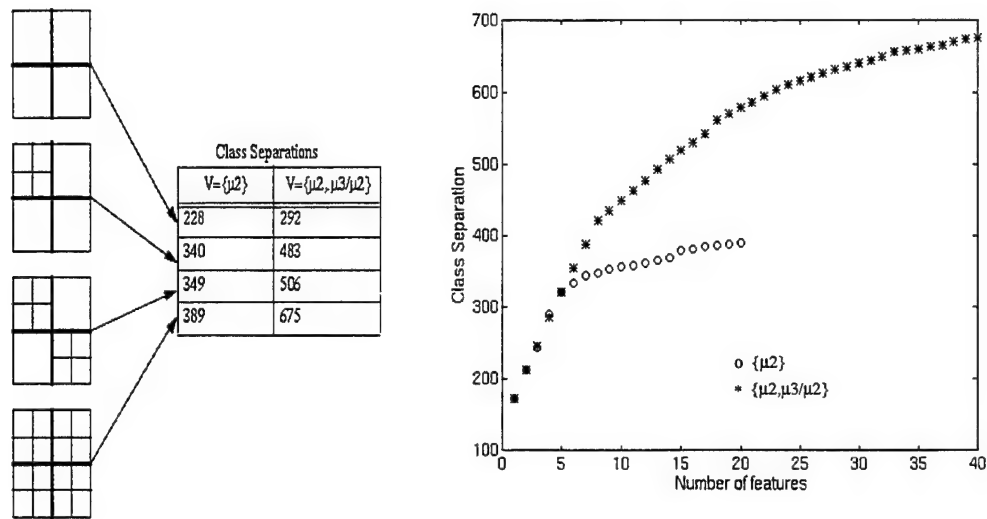 Class Separations
V={μ2} V={μ2,μ3/μ2}
228 292
340 483
349 506
389 675
700
600
500
400
300
200
100
Class Separation
0 5 10 15 20 25 30 35 40
Number of features
o {μ2}
* {μ2,μ3/μ2}